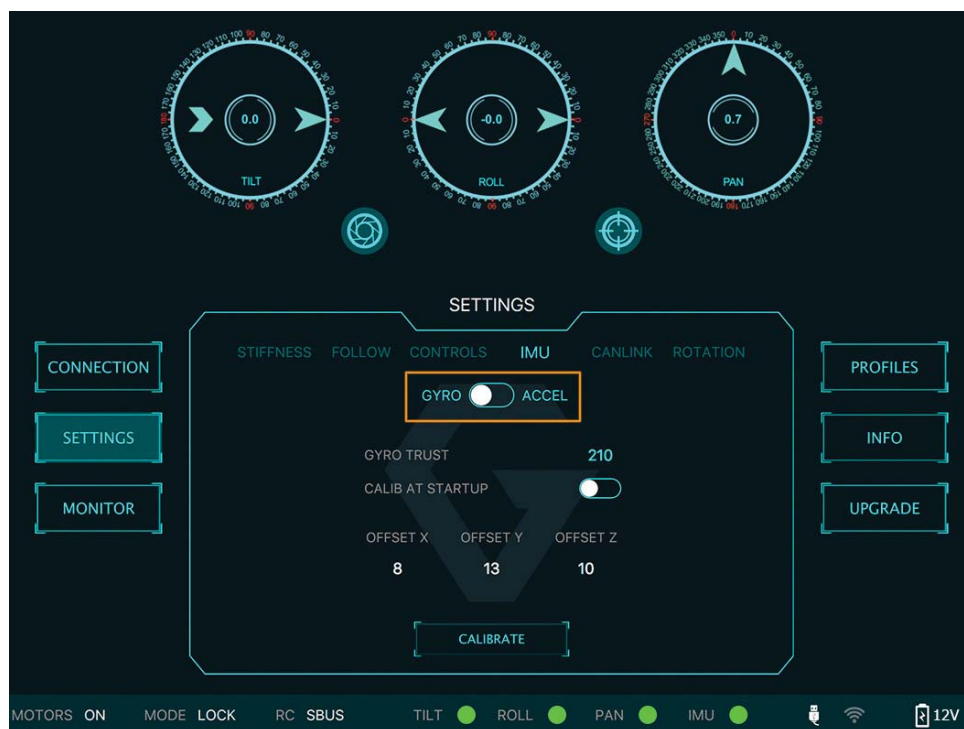 0.0
TILT
-0.0
ROLL
0.7
PAN
SETTINGS
STIFFNESS FOLLOW CONTROLS IMU CANLINK ROTATION
GYRO ACCEL
GYRO TRUST 210
CALIB AT STARTUP
OFFSET X OFFSET Y OFFSET Z
8 13 10
CALIBRATE
CONNECTION
SETTINGS
MONITOR
PROFILES
INFO
UPGRADE
MOTORS ON MODE LOCK RC SBUS TILT ROLL PAN IMU 12V